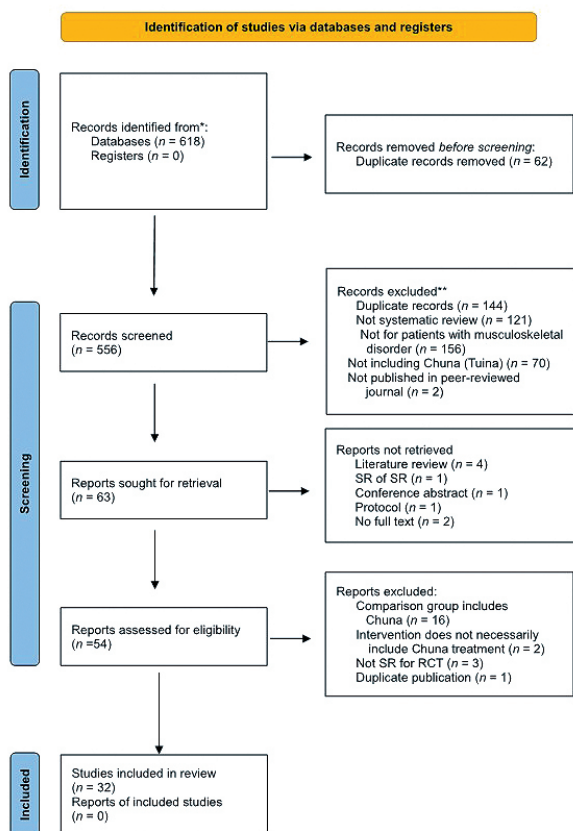 Identification of studies via databases and registers
Identification
Records identified from*:
Databases (n = 618)
Registers (n = 0)
Records removed before screening:
Duplicate records removed (n = 62)
Screening
Records screened
(n = 556)
Records excluded**
Duplicate records (n = 144)
Not systematic review (n = 121)
Not for patients with musculoskeletal
disorder (n = 156)
Not including Chuna (Tuina) (n = 70)
Not published in peer-reviewed
journal (n = 2)
Reports sought for retrieval
(n = 63)
Reports not retrieved
Literature review (n = 4)
SR of SR (n = 1)
Conference abstract (n = 1)
Protocol (n = 1)
No full text (n = 2)
Reports assessed for eligibility
(n =54)
Reports excluded:
Comparison group includes
Chuna (n = 16)
Intervention does not necessarily
include Chuna treatment (n = 2)
Not SR for RCT (n = 3)
Duplicate publication (n = 1)
Included
Studies included in review
(n = 32)
Reports of included studies
(n = 0)